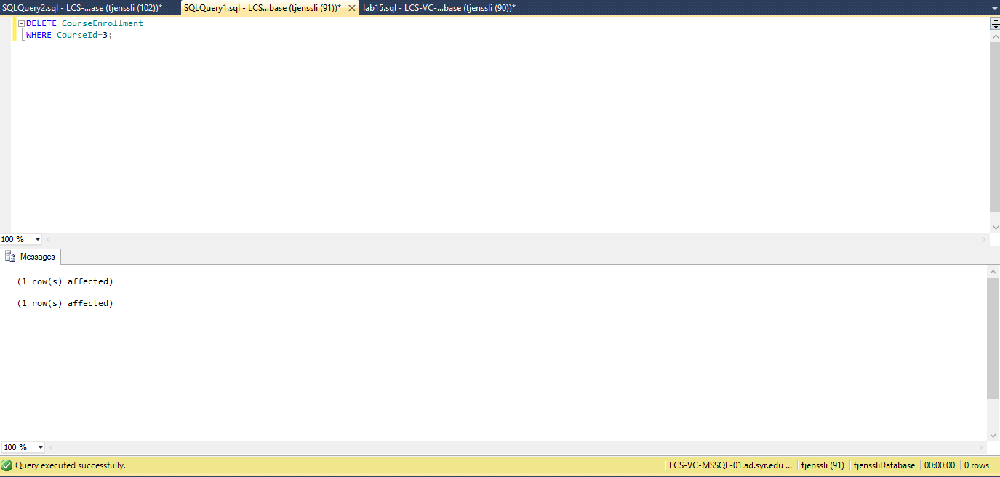 SQLQuery2.sql - LCS-...ase (tjenssli (102))* SQLQuery1.sql - LCS...base (tjenssli (91))* lab15.sql - LCS-VC-...base (tjenssli (90))*
DELETE CourseEnrollment
WHERE CourseId=3;
100 %
Messages
(1 row(s) affected)
(1 row(s) affected)
100 %
Query executed successfully. LCS-VC-MSSQL-01.ad.syr.edu ... tjenssli (91) tjenssliDatabase 00:00:00 0 rows